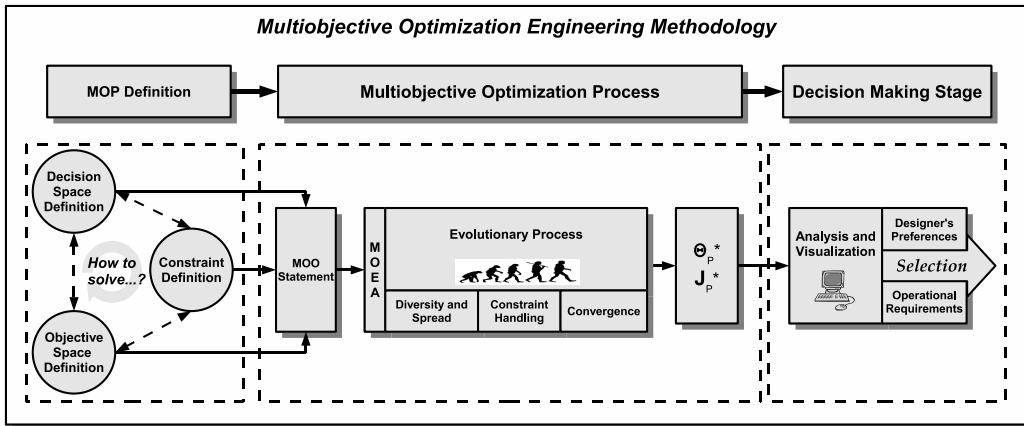 Multiobjective Optimization Engineering Methodology
MOP Definition
Multiobjective Optimization Process
Decision Making Stage
Decision
Space
Definition
How to
solve...?
Constraint
Definition
Objective
Space
Definition
MOO
Statement
MOEA
Evolutionary Process
Diversity and
Spread
Constraint
Handling
Convergence
Θ_P*
J_P*
Analysis and
Visualization
Designer's
Preferences
Selection
Operational
Requirements